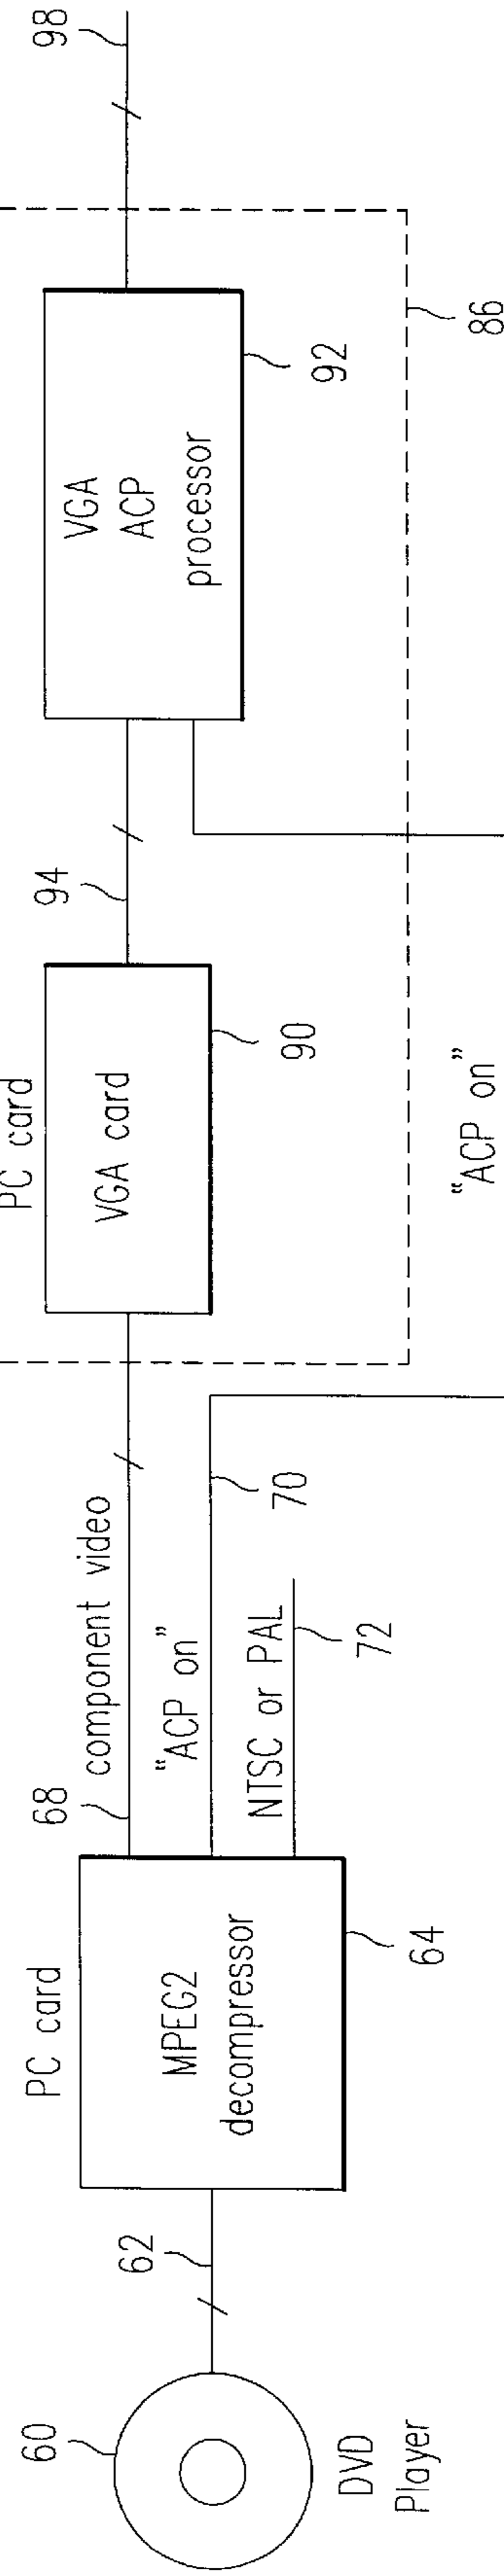 60
DVD
Player
62
PC card
MPEG2
decompressor
64
68
component video
"ACP on"
70
NTSC or PAL
72
PC card
VGA card
90
94
VGA
ACP
processor
92
"ACP on"
86
98